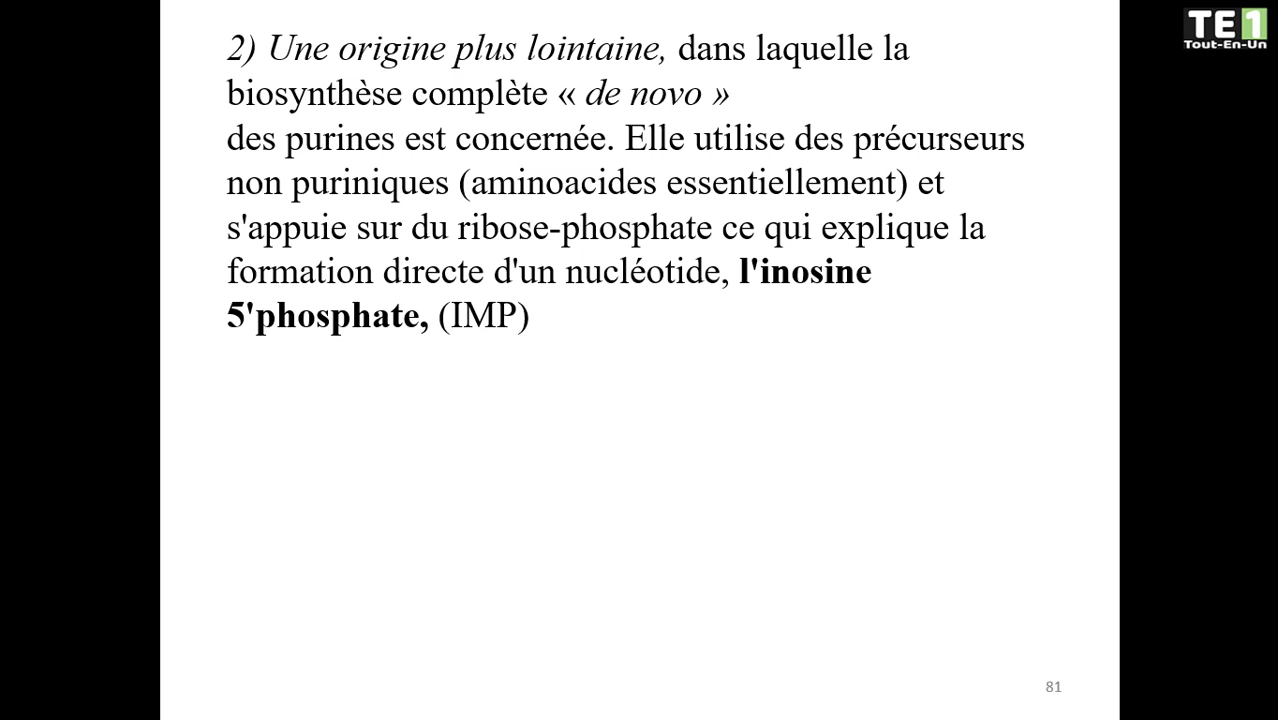 TE1
Tout-En-Un
2) Une origine plus lointaine, dans laquelle la
biosynthèse complète « de novo »
des purines est concernée. Elle utilise des précurseurs
non puriniques (aminoacides essentiellement) et
s'appuie sur du ribose-phosphate ce qui explique la
formation directe d'un nucléotide, l'inosine
5'phosphate, (IMP)
81